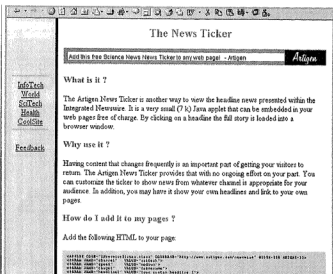 The News Ticker
Add this free Science News News Ticker to any web page! - Artigen
Artigen
InfoTech
World
SciTech
Health
CoolSite
Feedback
What is it ?
The Artigen News Ticker is another way to view the headline news presented within the
Integrated Newswire. It is a very small (7 k) Java applet that can be embedded in your
web pages free of charge. By clicking on a headline the full story is loaded into a
browser window.
Why use it ?
Having content that changes frequently is an important part of getting your visitors to
return. The Artigen News Ticker provides that with no ongoing effort on your part. You
can customize the ticker to show news from whatever channel is appropriate for your
audience. In addition, you may have it show your own headlines and link to your own
pages.
How do I add it to my pages ?
Add the following HTML to your page: